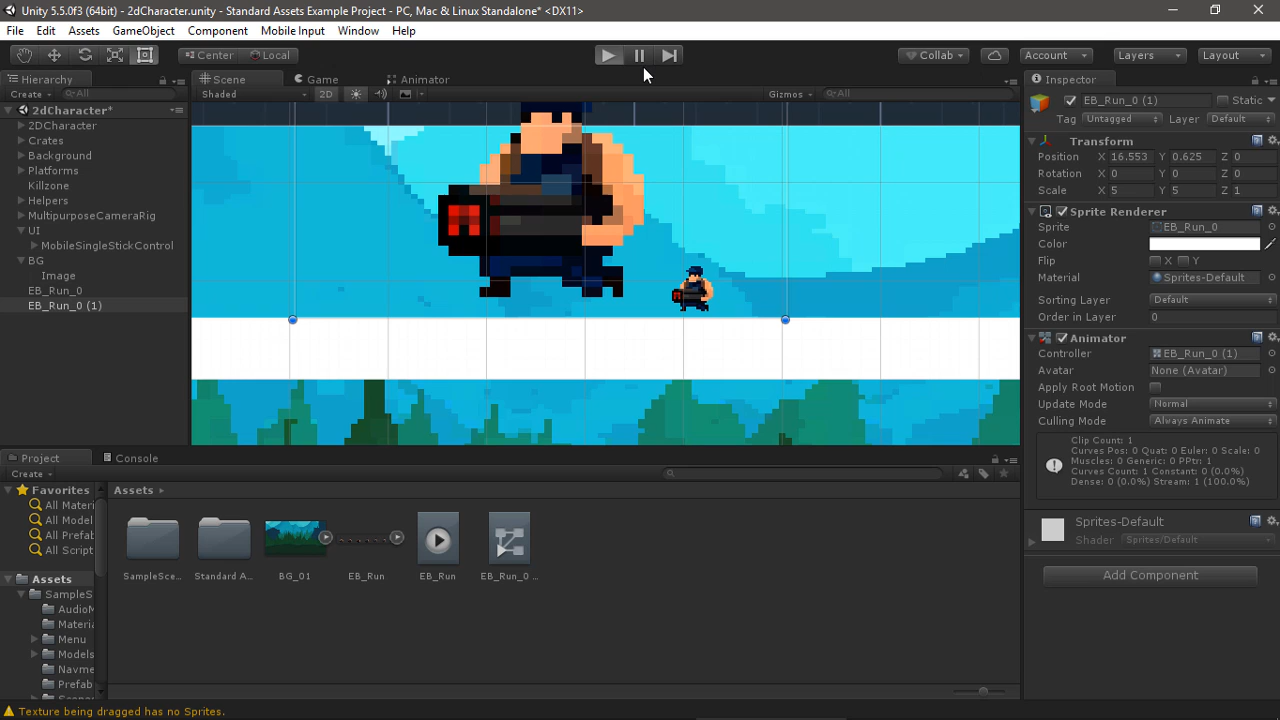 Unity 5.5.0f3 (64bit) - 2dCharacter.unity - Standard Assets Example Project - PC, Mac & Linux Standalone* <DX11>
File Edit Assets GameObject Component Mobile Input Window Help
Center Local Collab Account Layers Layout
Hierarchy
Create All
2dCharacter*
2DCharacter
Crates
Background
Platforms
Killzone
Helpers
MultipurposeCameraRig
UI
MobileSingleStickControl
BG
Image
EB_Run_0
EB_Run_0 (1)
Scene Game Animator
Shaded 2D Gizmos All
Inspector
EB_Run_0 (1) Static
Tag Untagged Layer Default
Transform
Position X 16.553 Y 0.625 Z 0
Rotation X 0 Y 0 Z 0
Scale X 5 Y 5 Z 1
Sprite Renderer
Sprite EB_Run_0
Color
Flip X Y
Material Sprites-Default
Sorting Layer Default
Order in Layer 0
Animator
Controller EB_Run_0 (1)
Avatar None (Avatar)
Apply Root Motion
Update Mode Normal
Culling Mode Always Animate
Clip Count: 1
Curves Pos: 0 Quat: 0 Euler: 0 Scale: 0
Muscles: 0 Generic: 0 PPtr: 1
Curves Count: 1 Constant: 0 (0.0%)
Dense: 0 (0.0%) Stream: 1 (100.0%)
Sprites-Default
Shader Sprites/Default
Add Component
Project Console
Create
Favorites
All Materi
All Model
All Prefab
All Script
Assets
SampleS
AudioM
Materia
Menu
Models
Navme
Prefab
Assets
SampleSce... Standard A... BG_01 EB_Run EB_Run EB_Run_0 ...
Texture being dragged has no Sprites.